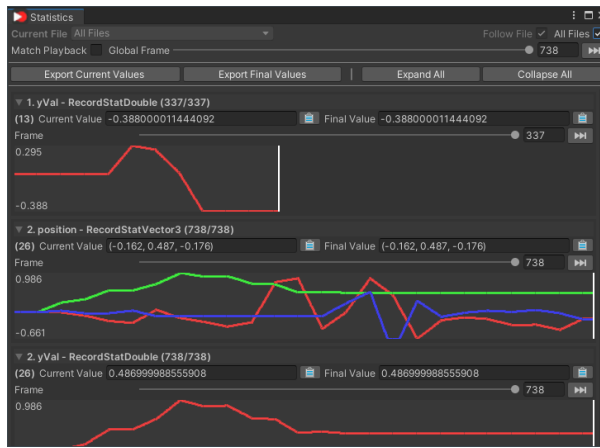 Statistics
Current File All Files Follow File All Files
Match Playback Global Frame 738
Export Current Values Export Final Values Expand All Collapse All
1. yVal - RecordStatDouble (337/337)
(13) Current Value -0.388000011444092 Final Value -0.388000011444092
Frame 337
0.295
-0.388
2. position - RecordStatVector3 (738/738)
(26) Current Value (-0.162, 0.487, -0.176) Final Value (-0.162, 0.487, -0.176)
Frame 738
0.986
-0.661
2. yVal - RecordStatDouble (738/738)
(26) Current Value 0.486999988555908 Final Value 0.486999988555908
Frame 738
0.986